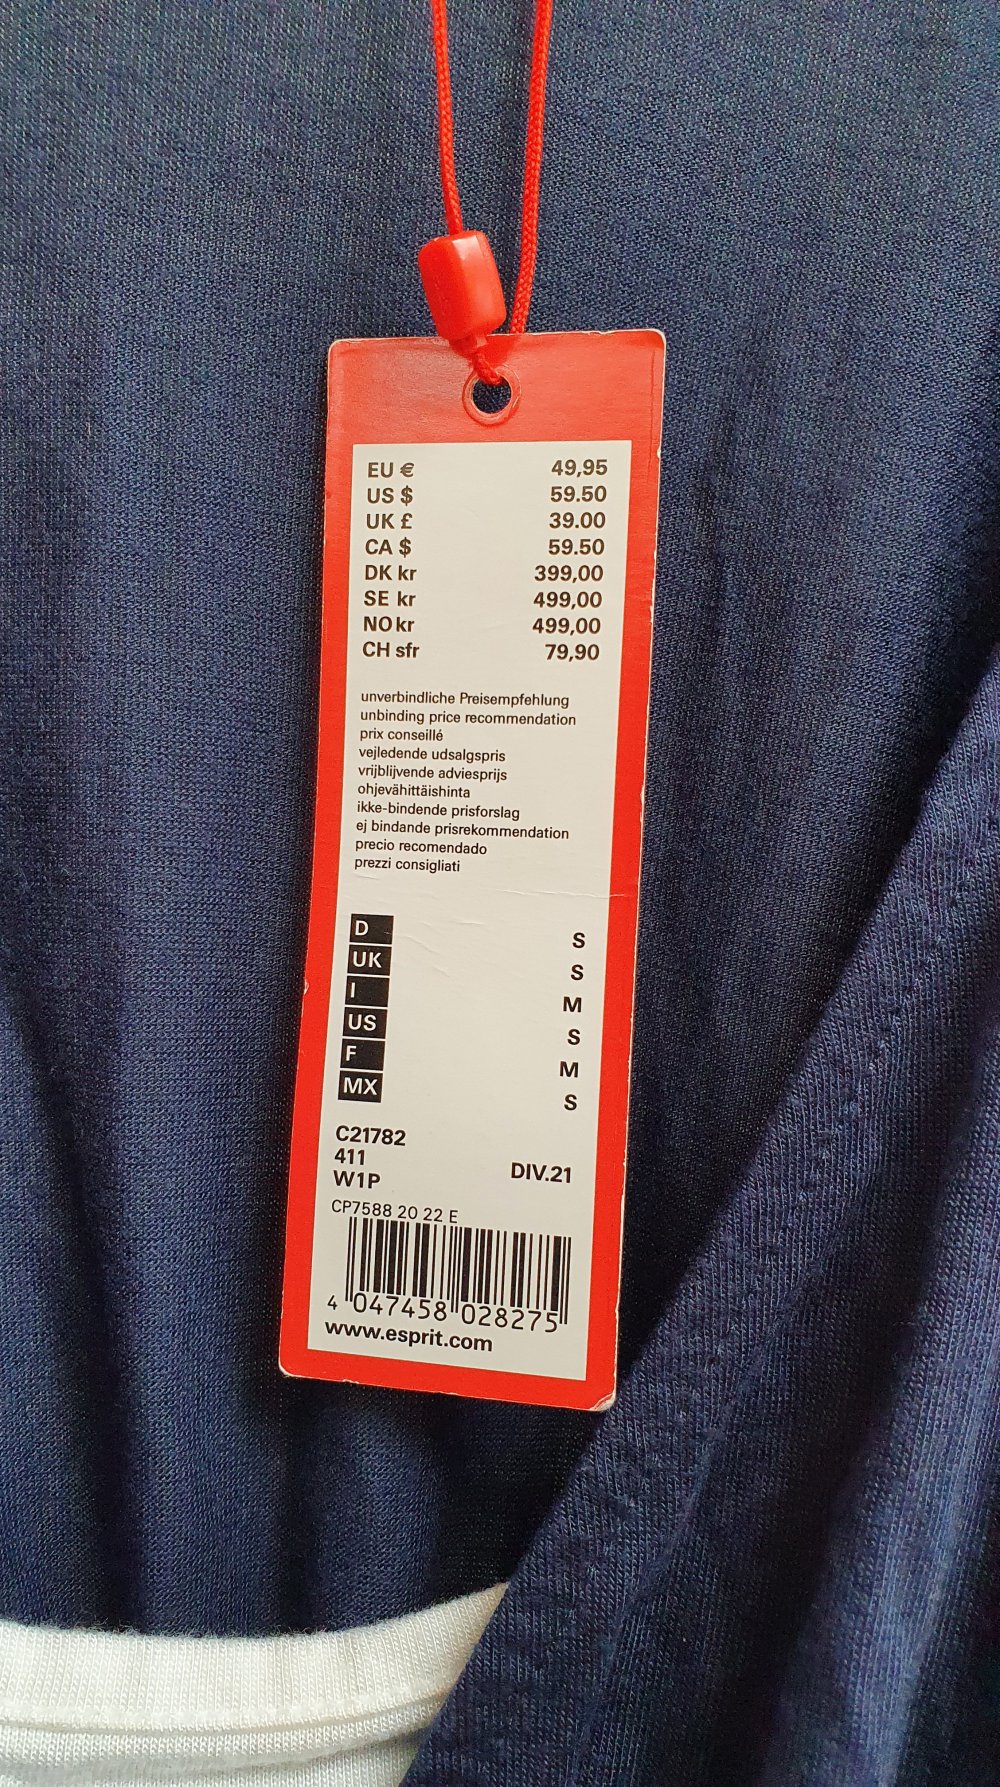 EU € 49,95
US $ 59.50
UK £ 39.00
CA $ 59.50
DK kr 399,00
SE kr 499,00
NO kr 499,00
CH sfr 79,90
unverbindliche Preisempfehlung
unbinding price recommendation
prix conseillé
vejledende udsalgspris
vrijblijvende adviesprijs
ohjevähittäishinta
ikke-bindende prisforslag
ej bindande prisrekommendation
precio recomendado
prezzi consigliati
D S
UK S
I M
US S
F M
MX S
C21782
411
W1P DIV.21
CP7588 20 22 E
4 047458 028275
www.esprit.com